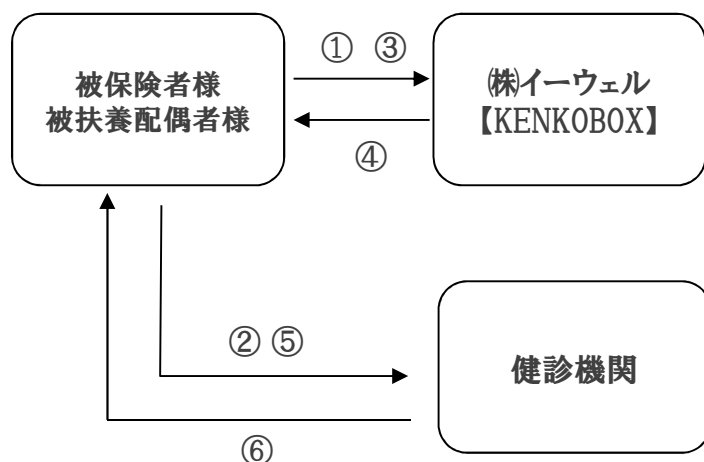 ① ③
被保険者様
被扶養配偶者様
㈱イーウェル
【KENKOBOX】
④
② ⑤
健診機関
⑥